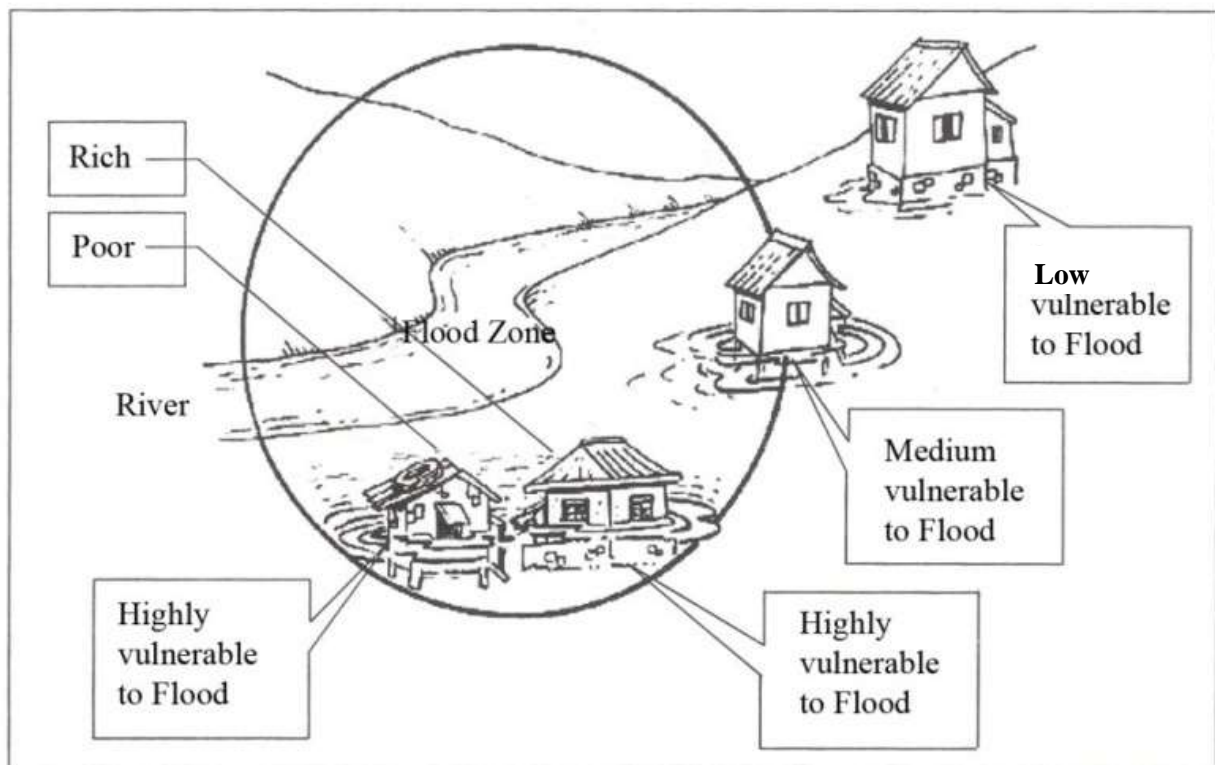 Rich
Poor
Flood Zone
River
Low
vulnerable
to Flood
Medium
vulnerable
to Flood
Highly
vulnerable
to Flood
Highly
vulnerable
to Flood